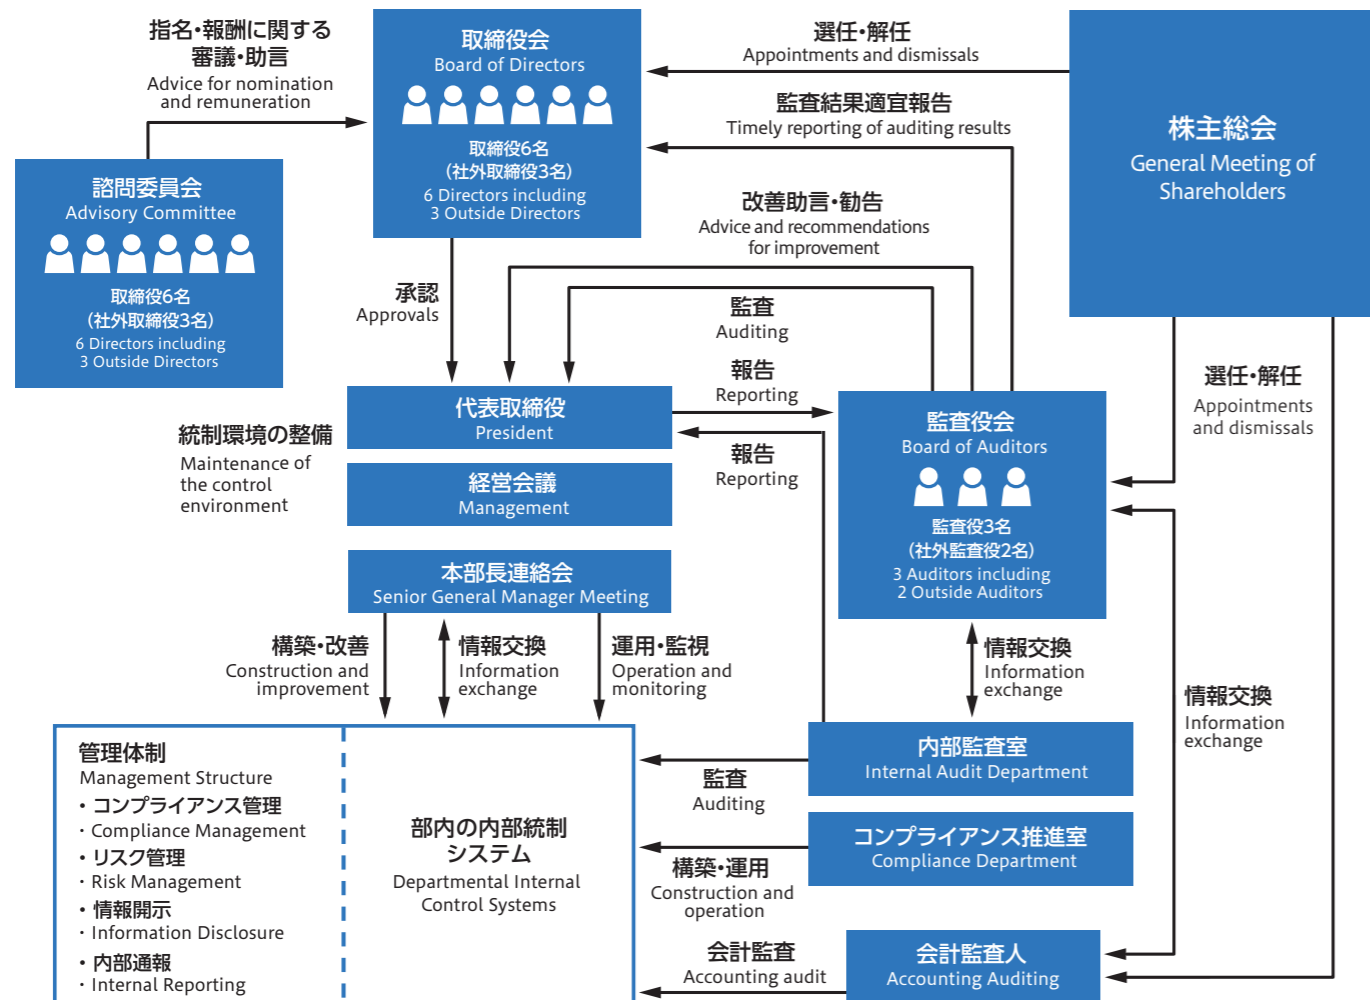 指名・報酬に関する
審議・助言
Advice for nomination
and remuneration
取締役会
Board of Directors
取締役6名
（社外取締役3名）
6 Directors including
3 Outside Directors
選任・解任
Appointments and dismissals
監査結果適宜報告
Timely reporting of auditing results
株主総会
General Meeting of
Shareholders
諮問委員会
Advisory Committee
取締役6名
（社外取締役3名）
6 Directors including
3 Outside Directors
改善助言・勧告
Advice and recommendations
for improvement
承認
Approvals
監査
Auditing
報告
Reporting
選任・解任
Appointments
and dismissals
代表取締役
President
統制環境の整備
Maintenance of
the control
environment
報告
Reporting
監査役会
Board of Auditors
監査役3名
（社外監査役2名）
3 Auditors including
2 Outside Auditors
経営会議
Management
本部長連絡会
Senior General Manager Meeting
構築・改善
Construction and
improvement
情報交換
Information
exchange
運用・監視
Operation and
monitoring
情報交換
Information
exchange
情報交換
Information
exchange
管理体制
Management Structure
・コンプライアンス管理
・Compliance Management
・リスク管理
・Risk Management
・情報開示
・Information Disclosure
・内部通報
・Internal Reporting
部内の内部統制
システム
Departmental Internal
Control Systems
内部監査室
Internal Audit Department
監査
Auditing
コンプライアンス推進室
Compliance Department
構築・運用
Construction and
operation
会計監査
Accounting audit
会計監査人
Accounting Auditing